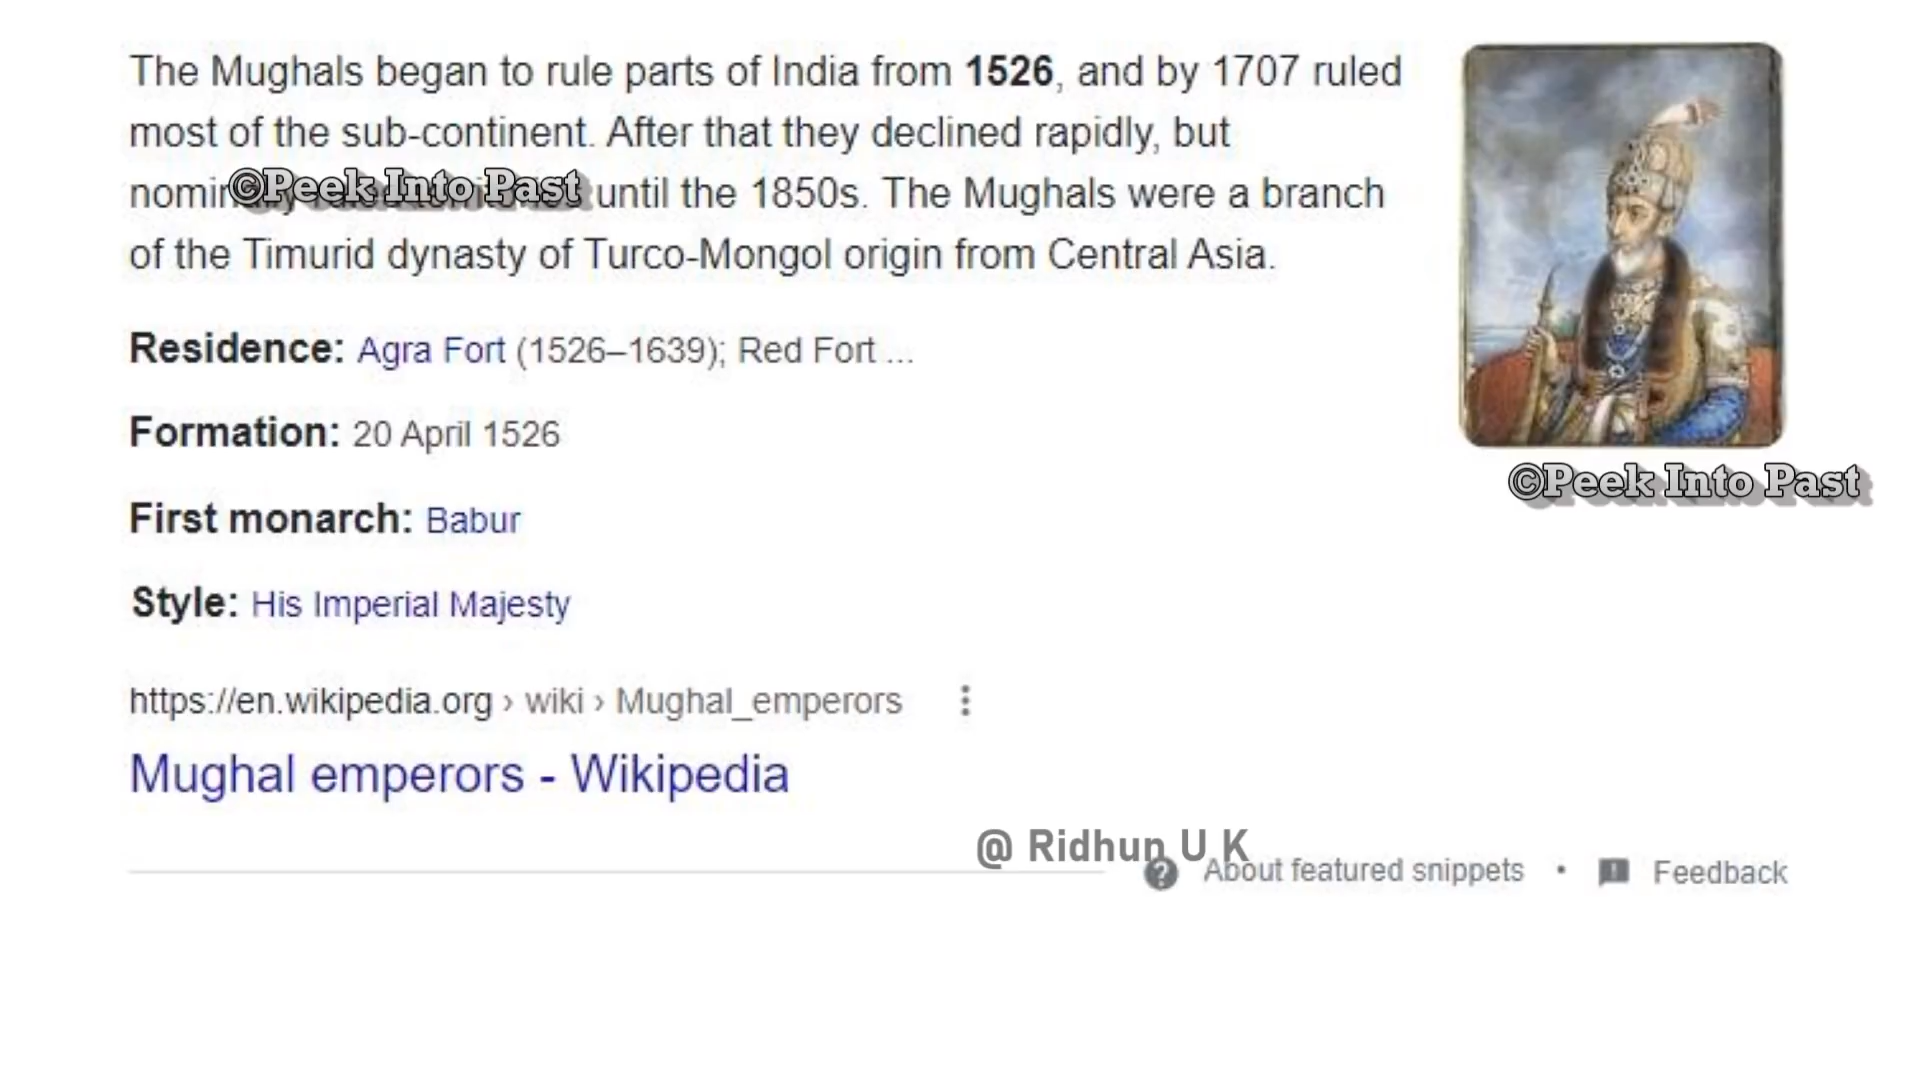 The Mughals began to rule parts of India from 1526, and by 1707 ruled
most of the sub-continent. After that they declined rapidly, but
©Peek Into Past until the 1850s. The Mughals were a branch
of the Timurid dynasty of Turco-Mongol origin from Central Asia.
Residence: Agra Fort (1526–1639); Red Fort ...
©Peek Into Past
Formation: 20 April 1526
First monarch: Babur
Style: His Imperial Majesty
https://en.wikipedia.org › wiki › Mughal_emperors
Mughal emperors - Wikipedia
@ Ridhun U K
About featured snippets • Feedback